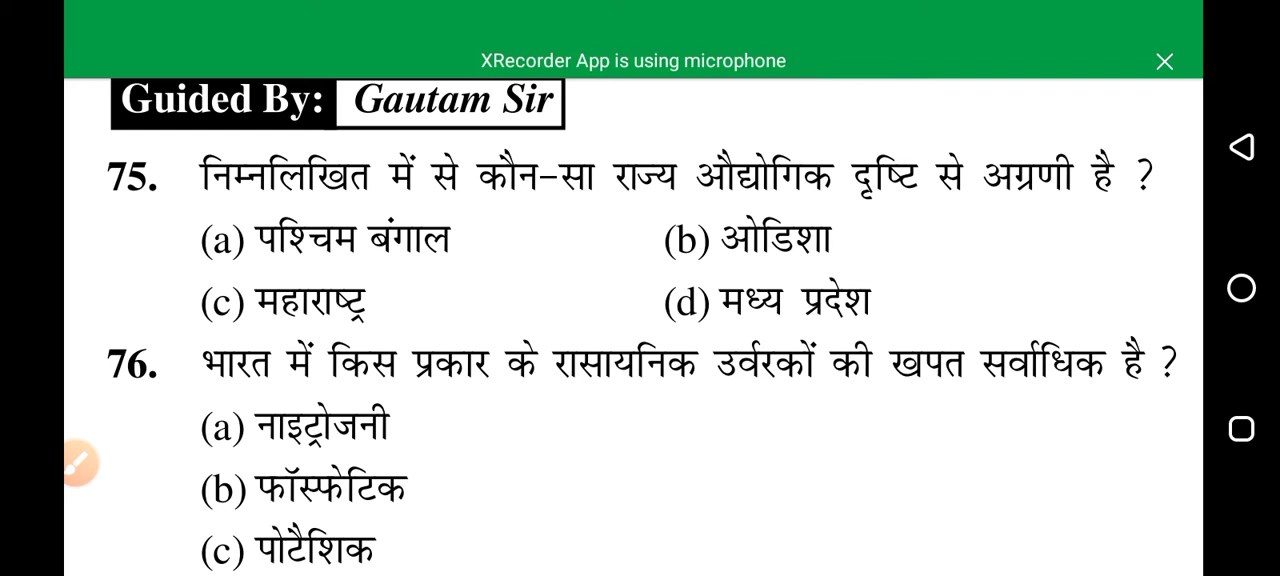 XRecorder App is using microphone
Guided By: Gautam Sir
75. निम्नलिखित में से कौन-सा राज्य औद्योगिक दृष्टि से अग्रणी है ?
(a) पश्चिम बंगाल (b) ओडिशा
(c) महाराष्ट्र (d) मध्य प्रदेश
76. भारत में किस प्रकार के रासायनिक उर्वरकों की खपत सर्वाधिक है ?
(a) नाइट्रोजनी
(b) फॉस्फेटिक
(c) पोटैशिक